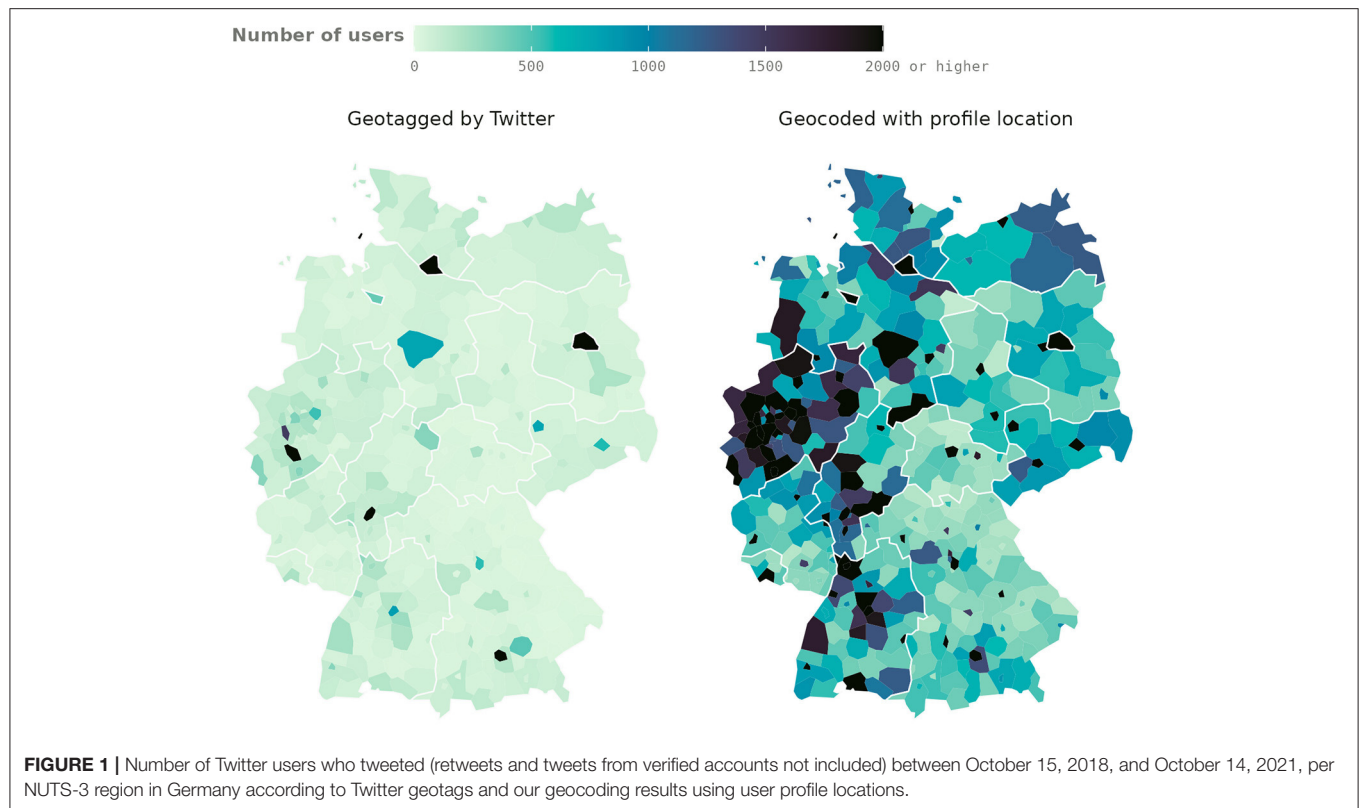 Number of users
0 500 1000 1500 2000 or higher
Geotagged by Twitter Geocoded with profile location
FIGURE 1 | Number of Twitter users who tweeted (retweets and tweets from verified accounts not included) between October 15, 2018, and October 14, 2021, per
NUTS-3 region in Germany according to Twitter geotags and our geocoding results using user profile locations.